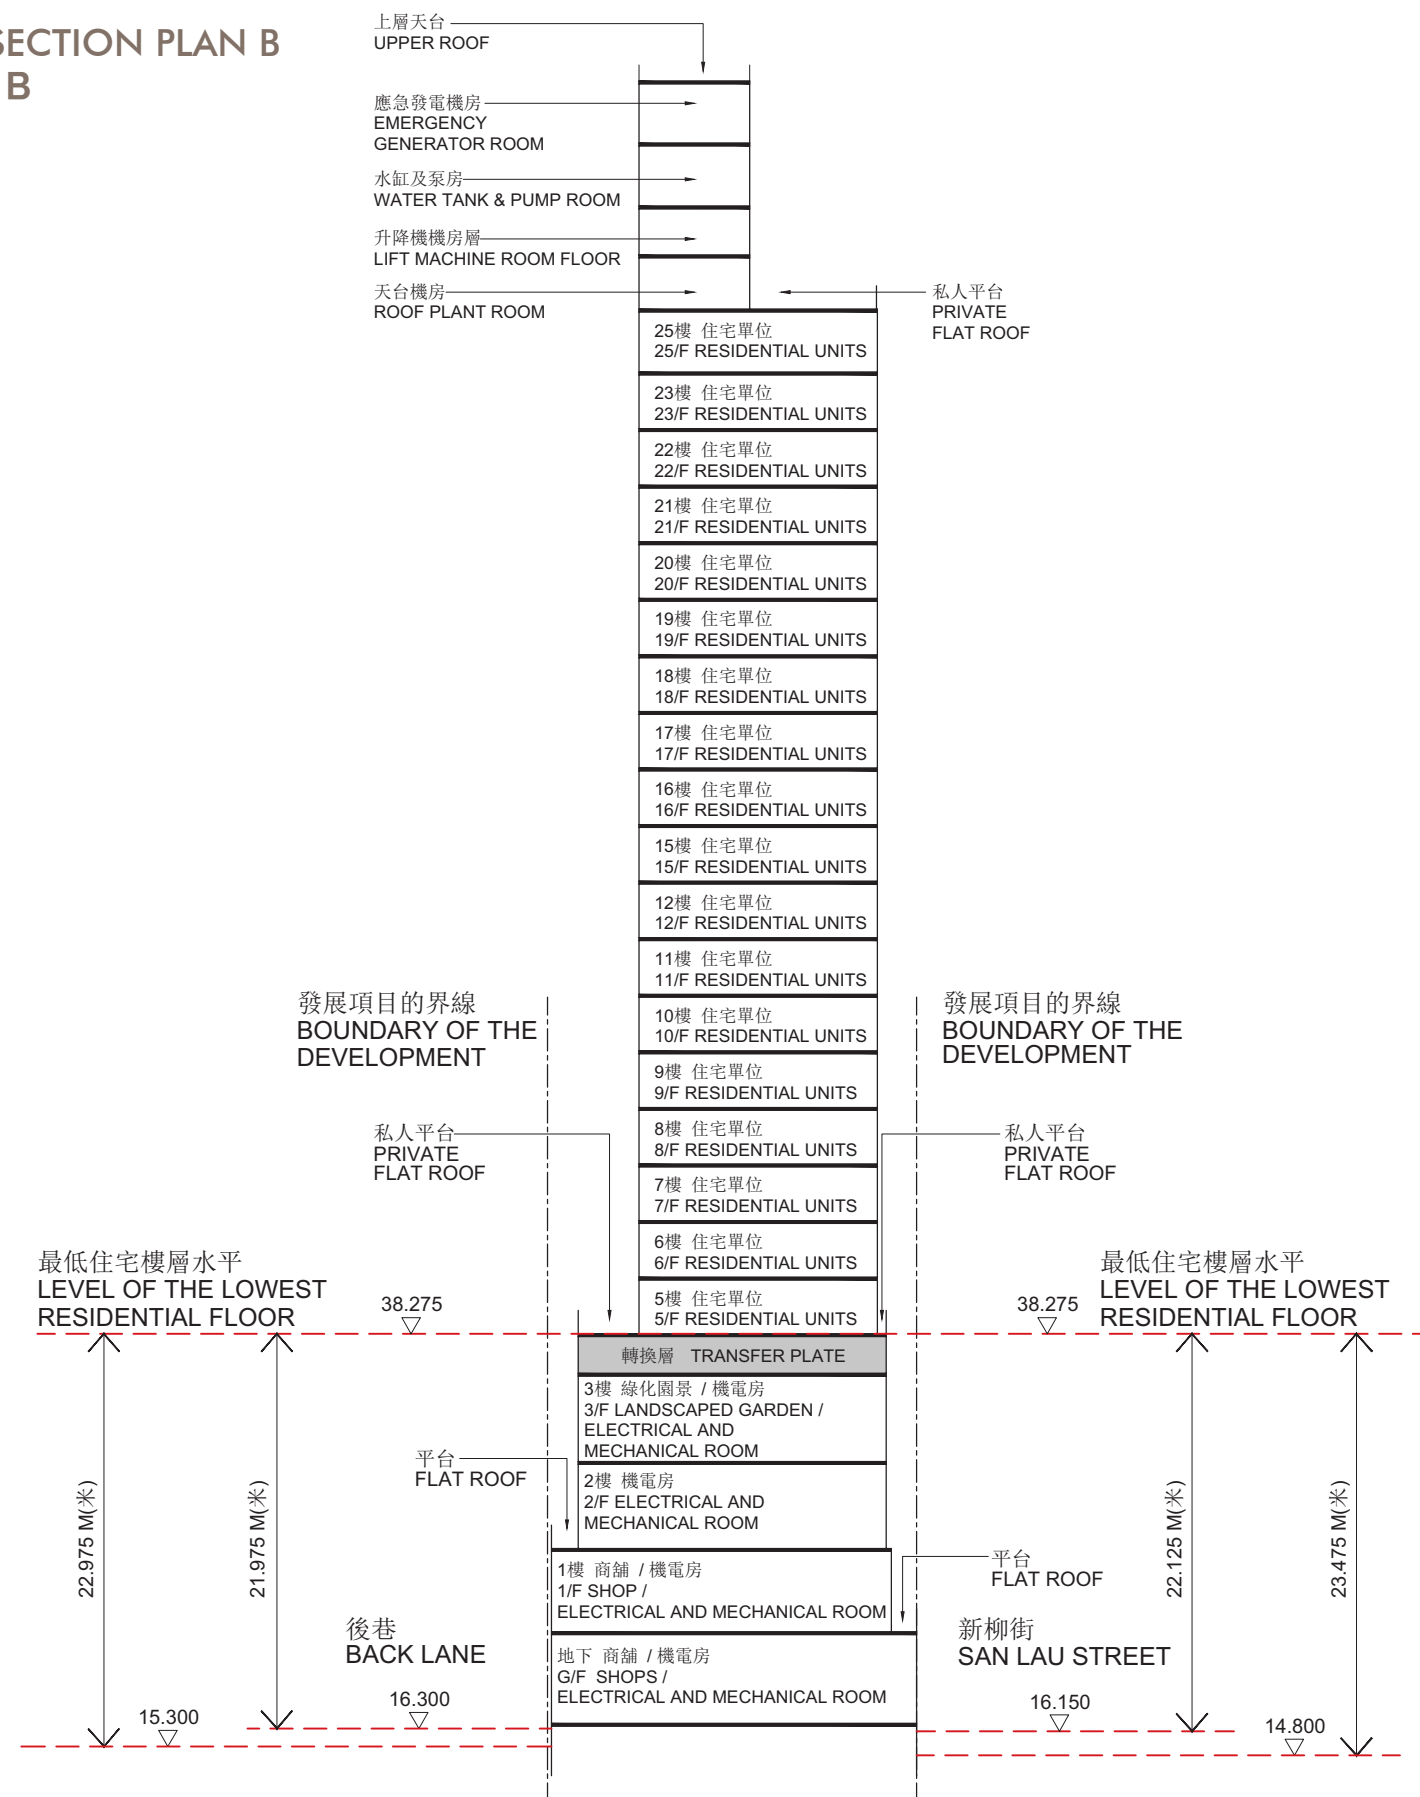 SECTION PLAN B
B
上層天台
UPPER ROOF
應急發電機房
EMERGENCY
GENERATOR ROOM
水缸及泵房
WATER TANK & PUMP ROOM
升降機機房層
LIFT MACHINE ROOM FLOOR
天台機房
ROOF PLANT ROOM
私人平台
PRIVATE
FLAT ROOF
25樓 住宅單位
25/F RESIDENTIAL UNITS
23樓 住宅單位
23/F RESIDENTIAL UNITS
22樓 住宅單位
22/F RESIDENTIAL UNITS
21樓 住宅單位
21/F RESIDENTIAL UNITS
20樓 住宅單位
20/F RESIDENTIAL UNITS
19樓 住宅單位
19/F RESIDENTIAL UNITS
18樓 住宅單位
18/F RESIDENTIAL UNITS
17樓 住宅單位
17/F RESIDENTIAL UNITS
16樓 住宅單位
16/F RESIDENTIAL UNITS
15樓 住宅單位
15/F RESIDENTIAL UNITS
12樓 住宅單位
12/F RESIDENTIAL UNITS
11樓 住宅單位
11/F RESIDENTIAL UNITS
10樓 住宅單位
10/F RESIDENTIAL UNITS
9樓 住宅單位
9/F RESIDENTIAL UNITS
8樓 住宅單位
8/F RESIDENTIAL UNITS
7樓 住宅單位
7/F RESIDENTIAL UNITS
6樓 住宅單位
6/F RESIDENTIAL UNITS
5樓 住宅單位
5/F RESIDENTIAL UNITS
發展項目的界線
BOUNDARY OF THE
DEVELOPMENT
發展項目的界線
BOUNDARY OF THE
DEVELOPMENT
私人平台
PRIVATE
FLAT ROOF
私人平台
PRIVATE
FLAT ROOF
最低住宅樓層水平
LEVEL OF THE LOWEST
RESIDENTIAL FLOOR
38.275
38.275
最低住宅樓層水平
LEVEL OF THE LOWEST
RESIDENTIAL FLOOR
轉換層 TRANSFER PLATE
3樓 綠化園景 / 機電房
3/F LANDSCAPED GARDEN /
ELECTRICAL AND
MECHANICAL ROOM
平台
FLAT ROOF
2樓 機電房
2/F ELECTRICAL AND
MECHANICAL ROOM
22.975 M(米)
21.975 M(米)
22.125 M(米)
23.475 M(米)
1樓 商舖 / 機電房
1/F SHOP /
ELECTRICAL AND MECHANICAL ROOM
平台
FLAT ROOF
後巷
BACK LANE
新柳街
SAN LAU STREET
地下 商舖 / 機電房
G/F SHOPS /
ELECTRICAL AND MECHANICAL ROOM
16.300
15.300
16.150
14.800